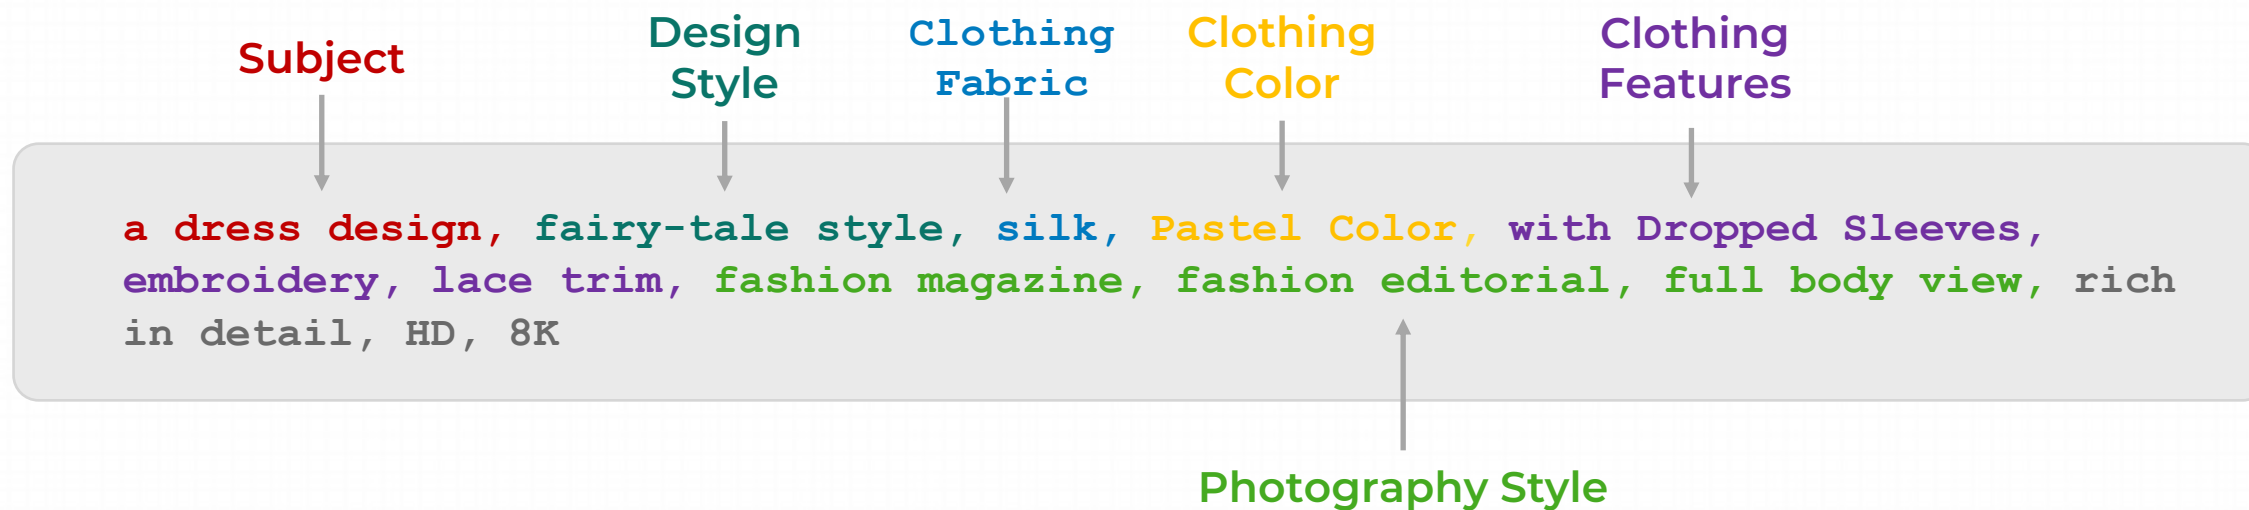 Subject
Design
Style
Clothing
Fabric
Clothing
Color
Clothing
Features
a dress design, fairy-tale style, silk, Pastel Color, with Dropped Sleeves,
embroidery, lace trim, fashion magazine, fashion editorial, full body view, rich
in detail, HD, 8K
Photography Style